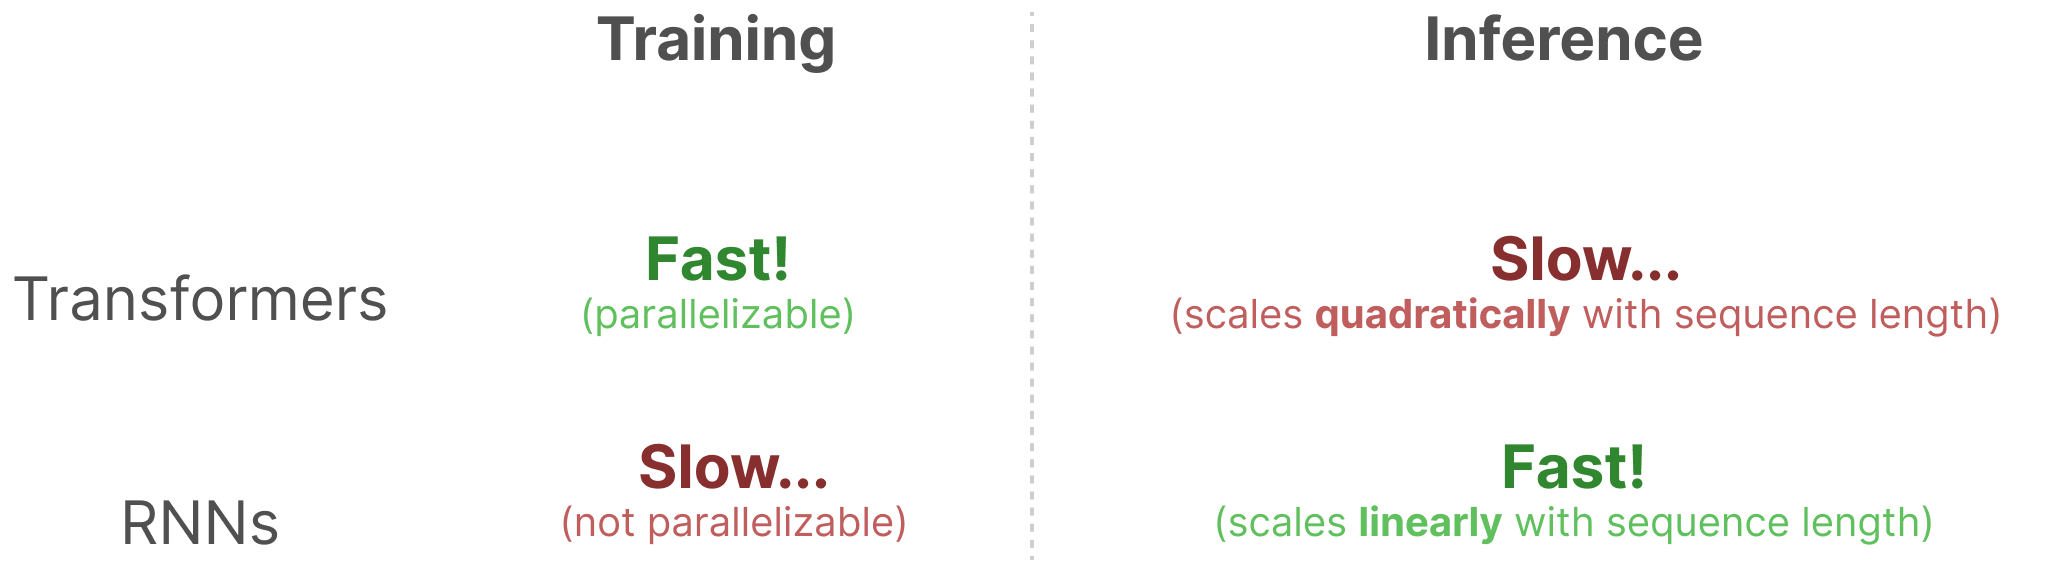 Training
Inference
Transformers
Fast!
(parallelizable)
Slow...
(scales quadratically with sequence length)
RNNs
Slow...
(not parallelizable)
Fast!
(scales linearly with sequence length)